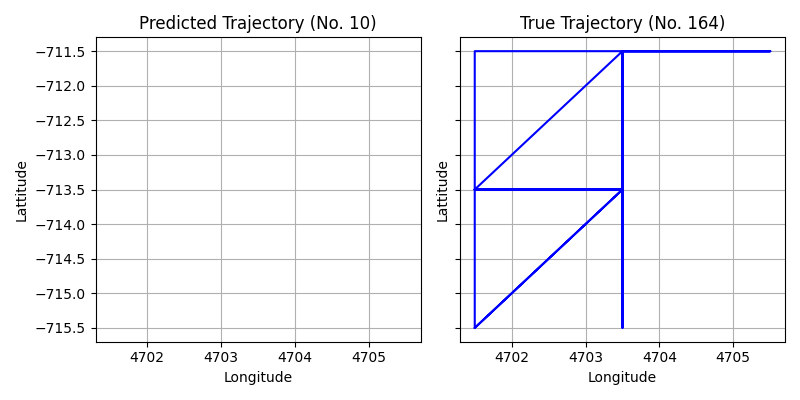 Predicted Trajectory (No. 10)
True Trajectory (No. 164)
Lattitude
−711.5
−712.0
−712.5
−713.0
−713.5
−714.0
−714.5
−715.0
−715.5
4702
4703
4704
4705
Longitude
Lattitude
4702
4703
4704
4705
Longitude